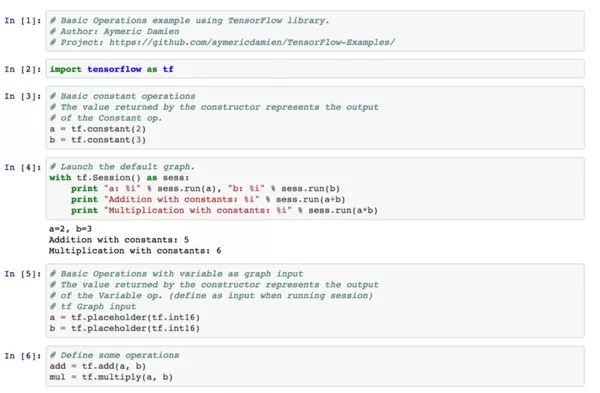 In [1]: # Basic Operations example using TensorFlow library.
# Author: Aymeric Damien
# Project: https://github.com/aymericdamien/TensorFlow-Examples/
In [2]: import tensorflow as tf
In [3]: # Basic constant operations
# The value returned by the constructor represents the output
# of the Constant op.
a = tf.constant(2)
b = tf.constant(3)
In [4]: # Launch the default graph.
with tf.Session() as sess:
print "a: %i" % sess.run(a), "b: %i" % sess.run(b)
print "Addition with constants: %i" % sess.run(a+b)
print "Multiplication with constants: %i" % sess.run(a*b)
a=2, b=3
Addition with constants: 5
Multiplication with constants: 6
In [5]: # Basic Operations with variable as graph input
# The value returned by the constructor represents the output
# of the Variable op. (define as input when running session)
# tf Graph input
a = tf.placeholder(tf.int16)
b = tf.placeholder(tf.int16)
In [6]: # Define some operations
add = tf.add(a, b)
mul = tf.multiply(a, b)